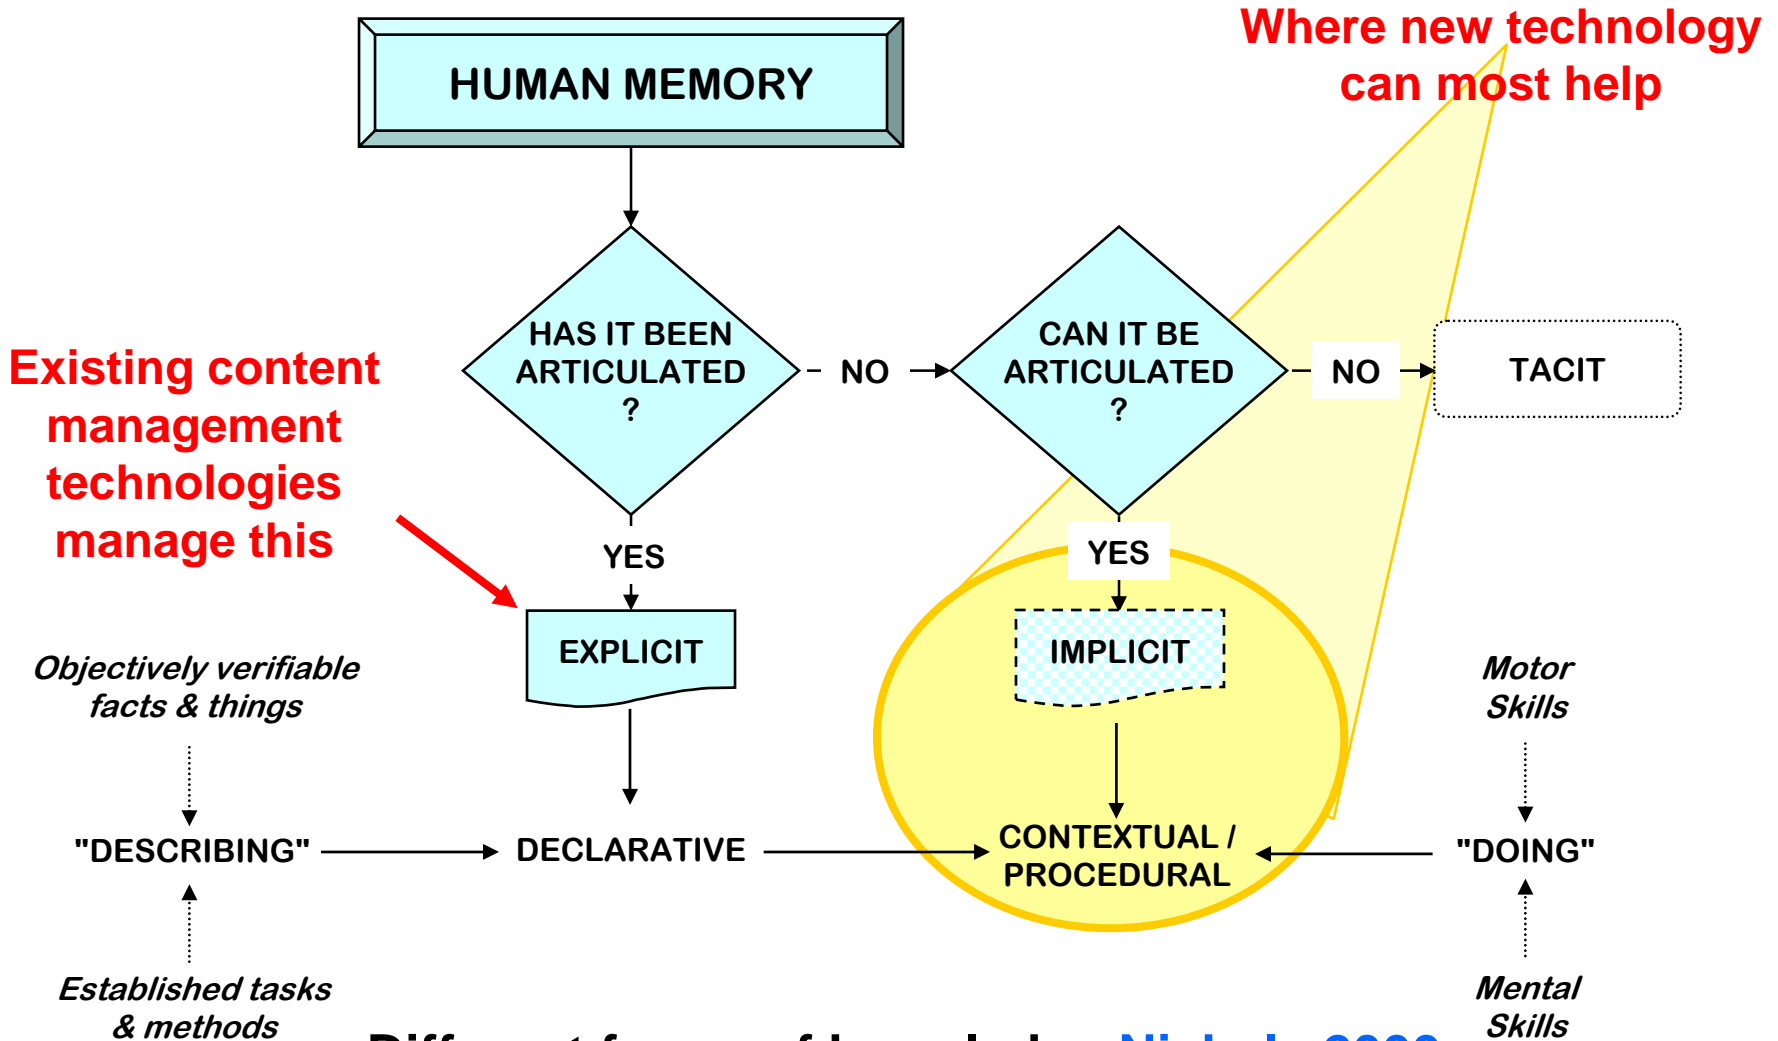 Where new technology
can most help
HUMAN MEMORY
HAS IT BEEN
ARTICULATED
?
NO
CAN IT BE
ARTICULATED
?
NO
TACIT
Existing content
management
technologies
manage this
YES
YES
EXPLICIT
IMPLICIT
Objectively verifiable
facts & things
Motor
Skills
"DESCRIBING"
DECLARATIVE
CONTEXTUAL /
PROCEDURAL
"DOING"
Established tasks
& methods
Mental
Skills